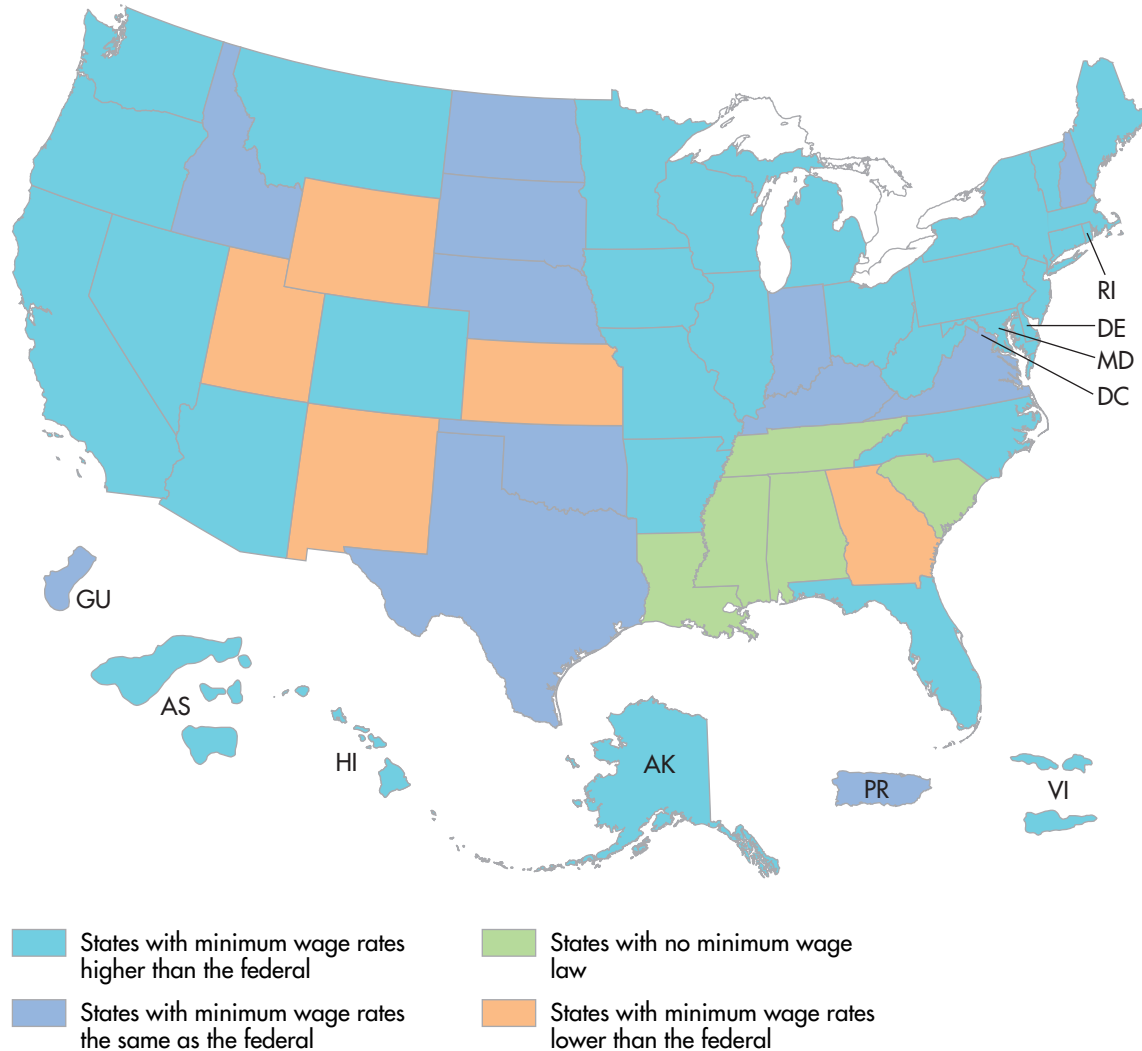 RI
DE
MD
DC
GU
AS
HI
AK
PR
VI
States with minimum wage rates
higher than the federal
States with no minimum wage
law
States with minimum wage rates
the same as the federal
States with minimum wage rates
lower than the federal